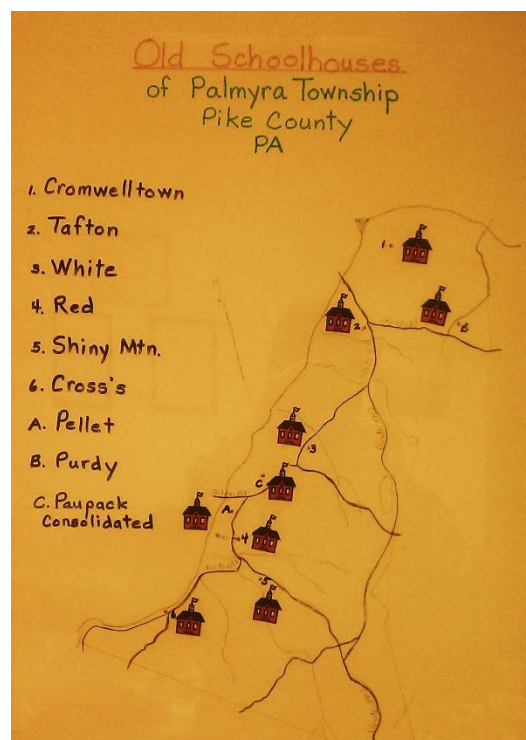 Old Schoolhouses
of Palmyra Township
Pike County
PA
1. Cromwelltown
2. Tafton
3. White
4. Red
5. Shiny Mtn.
6. Cross's
A. Pellet
B. Purdy
C. Paupack
Consolidated
1.
2.
B
3
C
A.
4
5
6